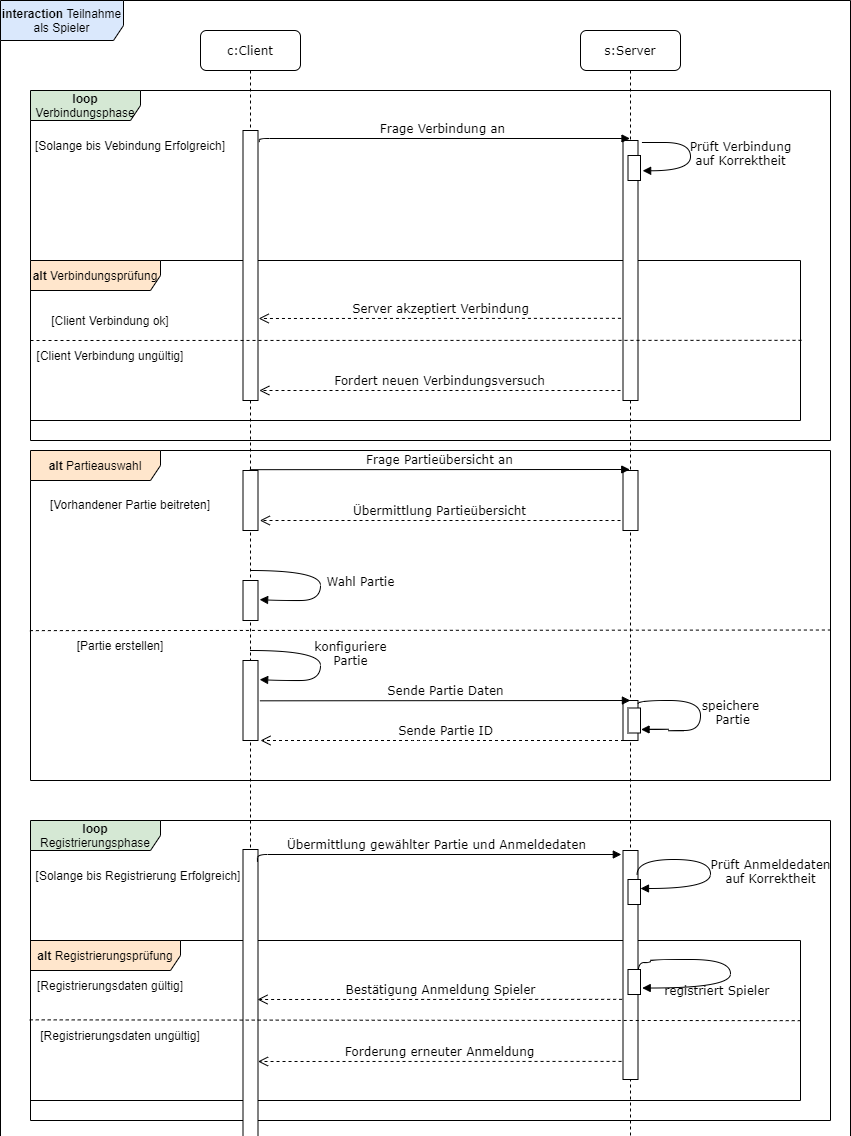 interaction Teilnahme
als Spieler
c:Client
s:Server
loop
Verbindungsphase
Frage Verbindung an
[Solange bis Vebindung Erfolgreich]
Prüft Verbindung
auf Korrektheit
alt Verbindungsprüfung
Server akzeptiert Verbindung
[Client Verbindung ok]
[Client Verbindung ungültig]
Fordert neuen Verbindungsversuch
alt Partieauswahl
Frage Partieübersicht an
[Vorhandener Partie beitreten]
Übermittlung Partieübersicht
Wahl Partie
[Partie erstellen]
konfiguriere
Partie
Sende Partie Daten
speichere
Partie
Sende Partie ID
loop
Registrierungsphase
Übermittlung gewählter Partie und Anmeldedaten
[Solange bis Registrierung Erfolgreich]
Prüft Anmeldedaten
auf Korrektheit
alt Registrierungsprüfung
[Registrierungsdaten gültig]
Bestätigung Anmeldung Spieler
registriert Spieler
[Registrierungsdaten ungültig]
Forderung erneuter Anmeldung